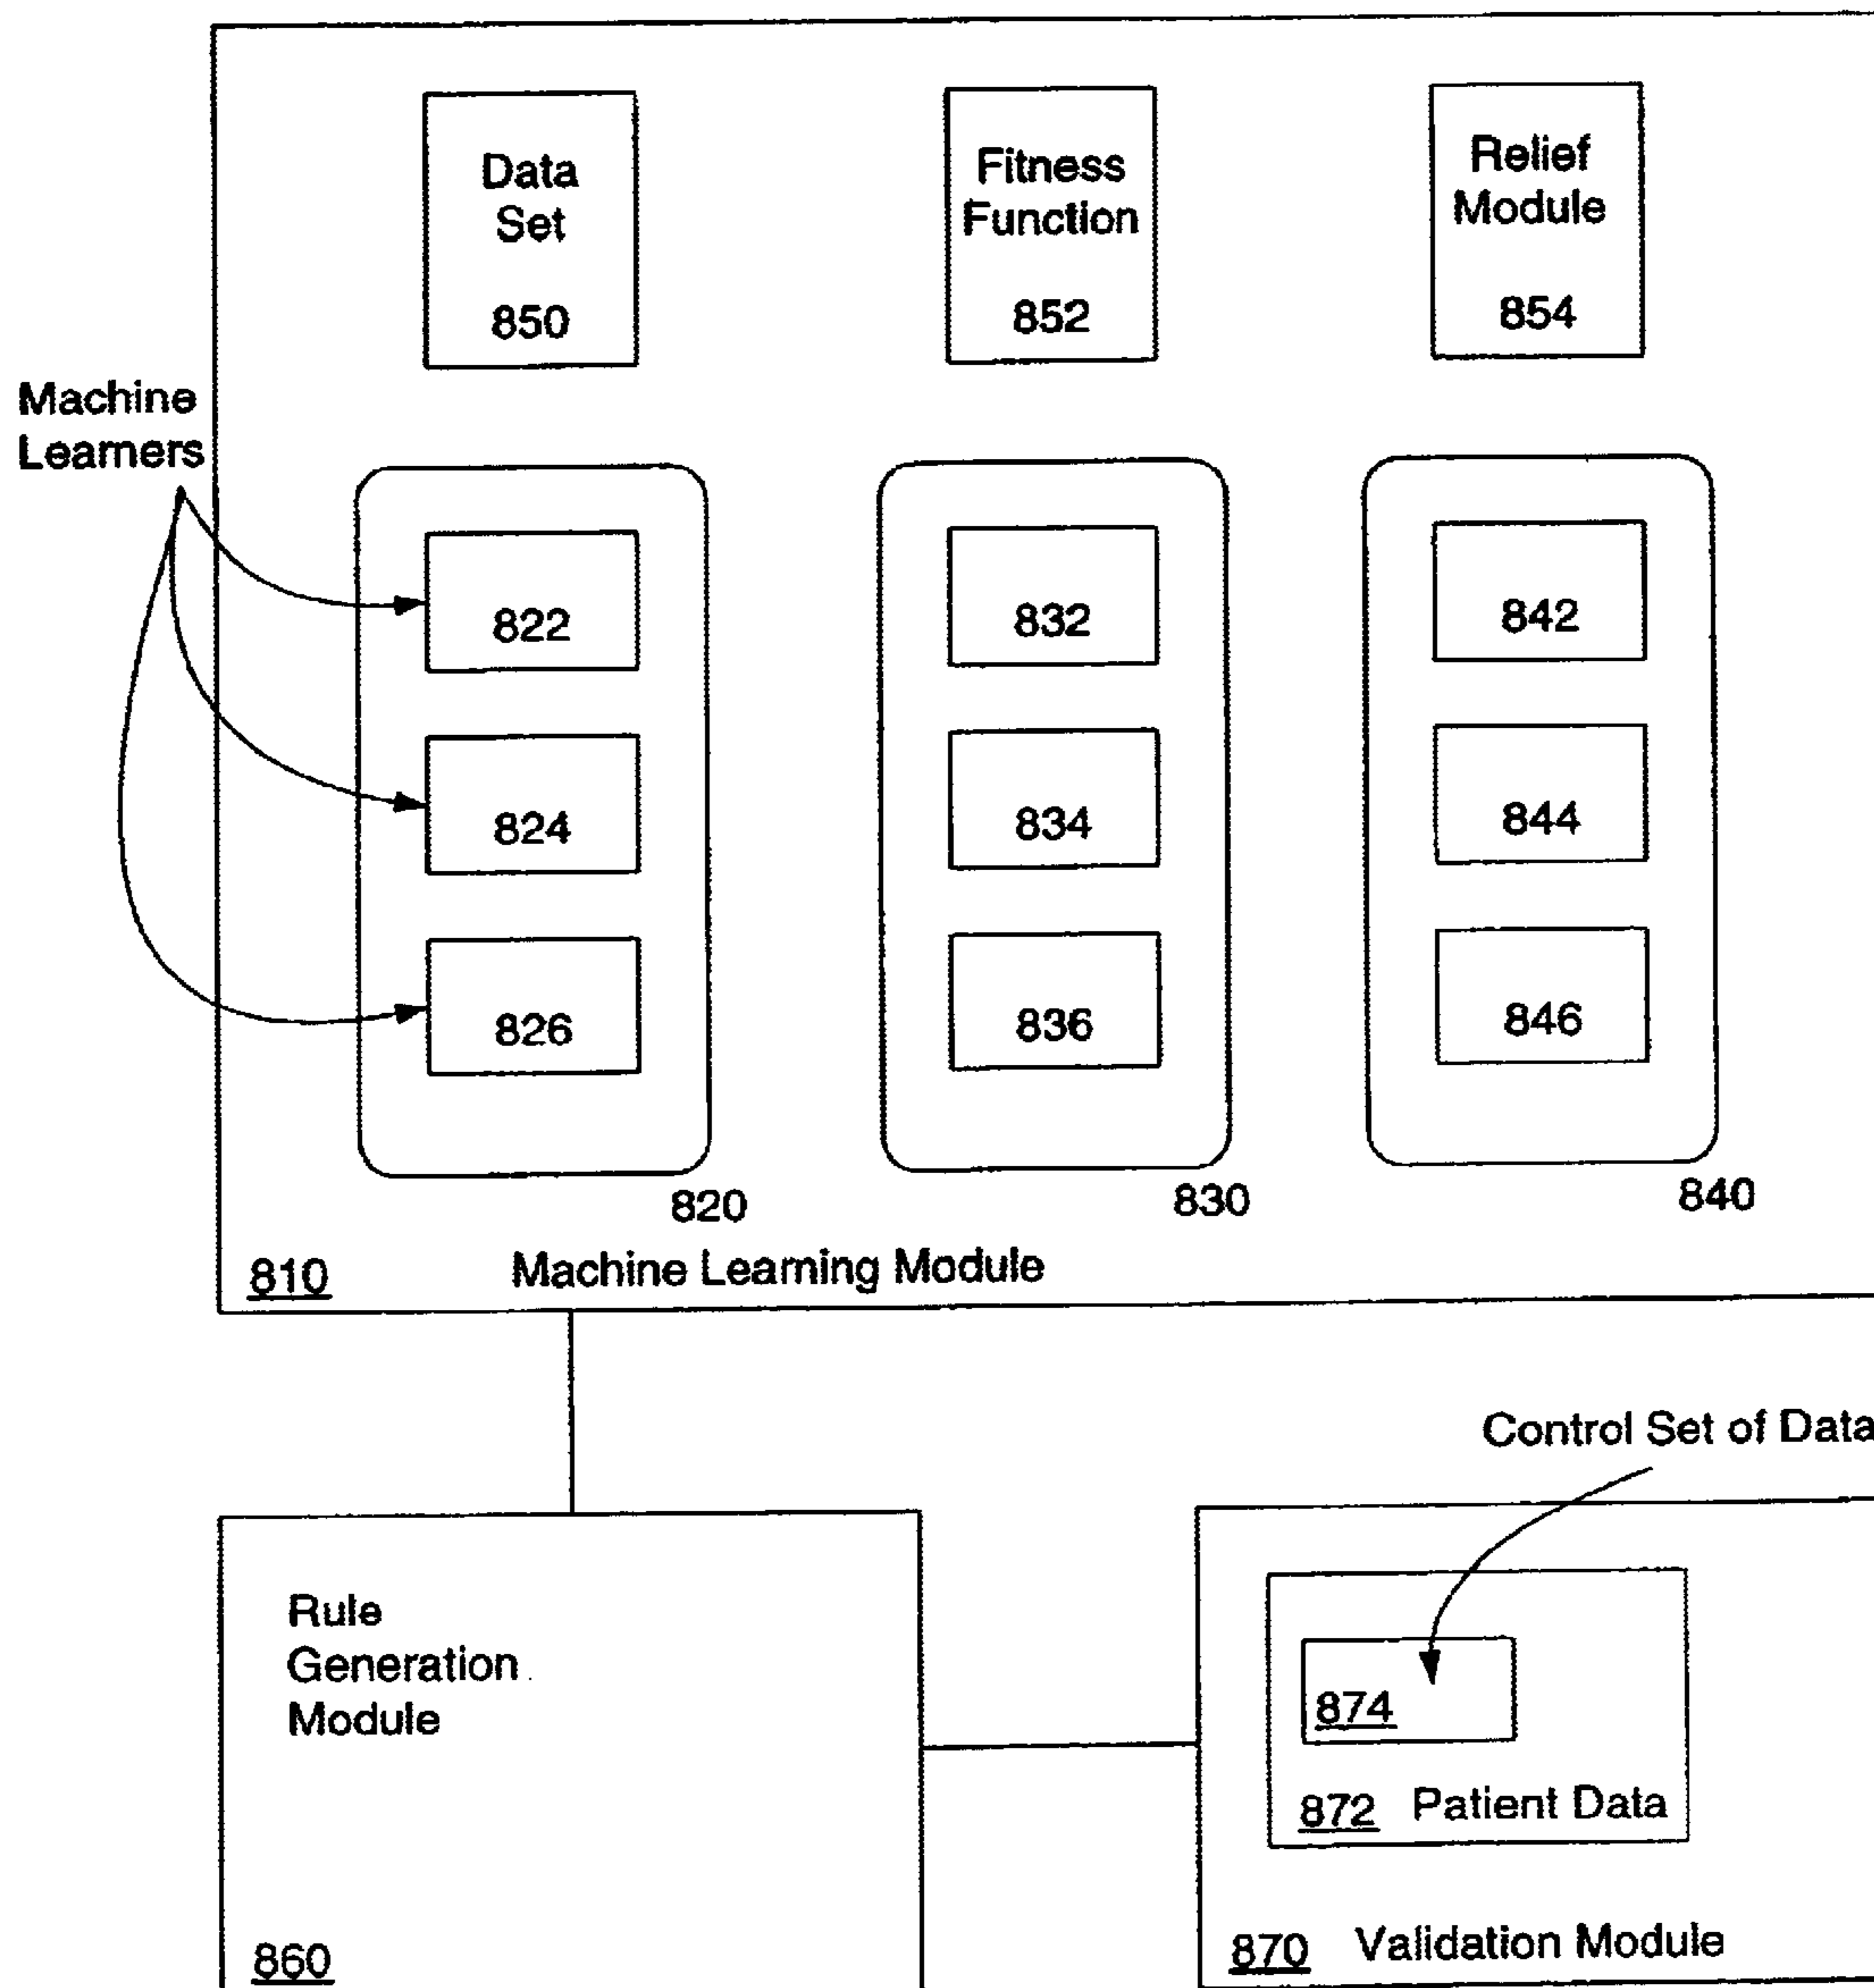 Data
Set
850
Fitness
Function
852
Relief
Module
854
Machine
Learners
822
832
842
824
834
844
826
836
846
820
830
840
810
Machine Learning Module
Control Set of Data
Rule
Generation
Module
874
872 Patient Data
860
870 Validation Module